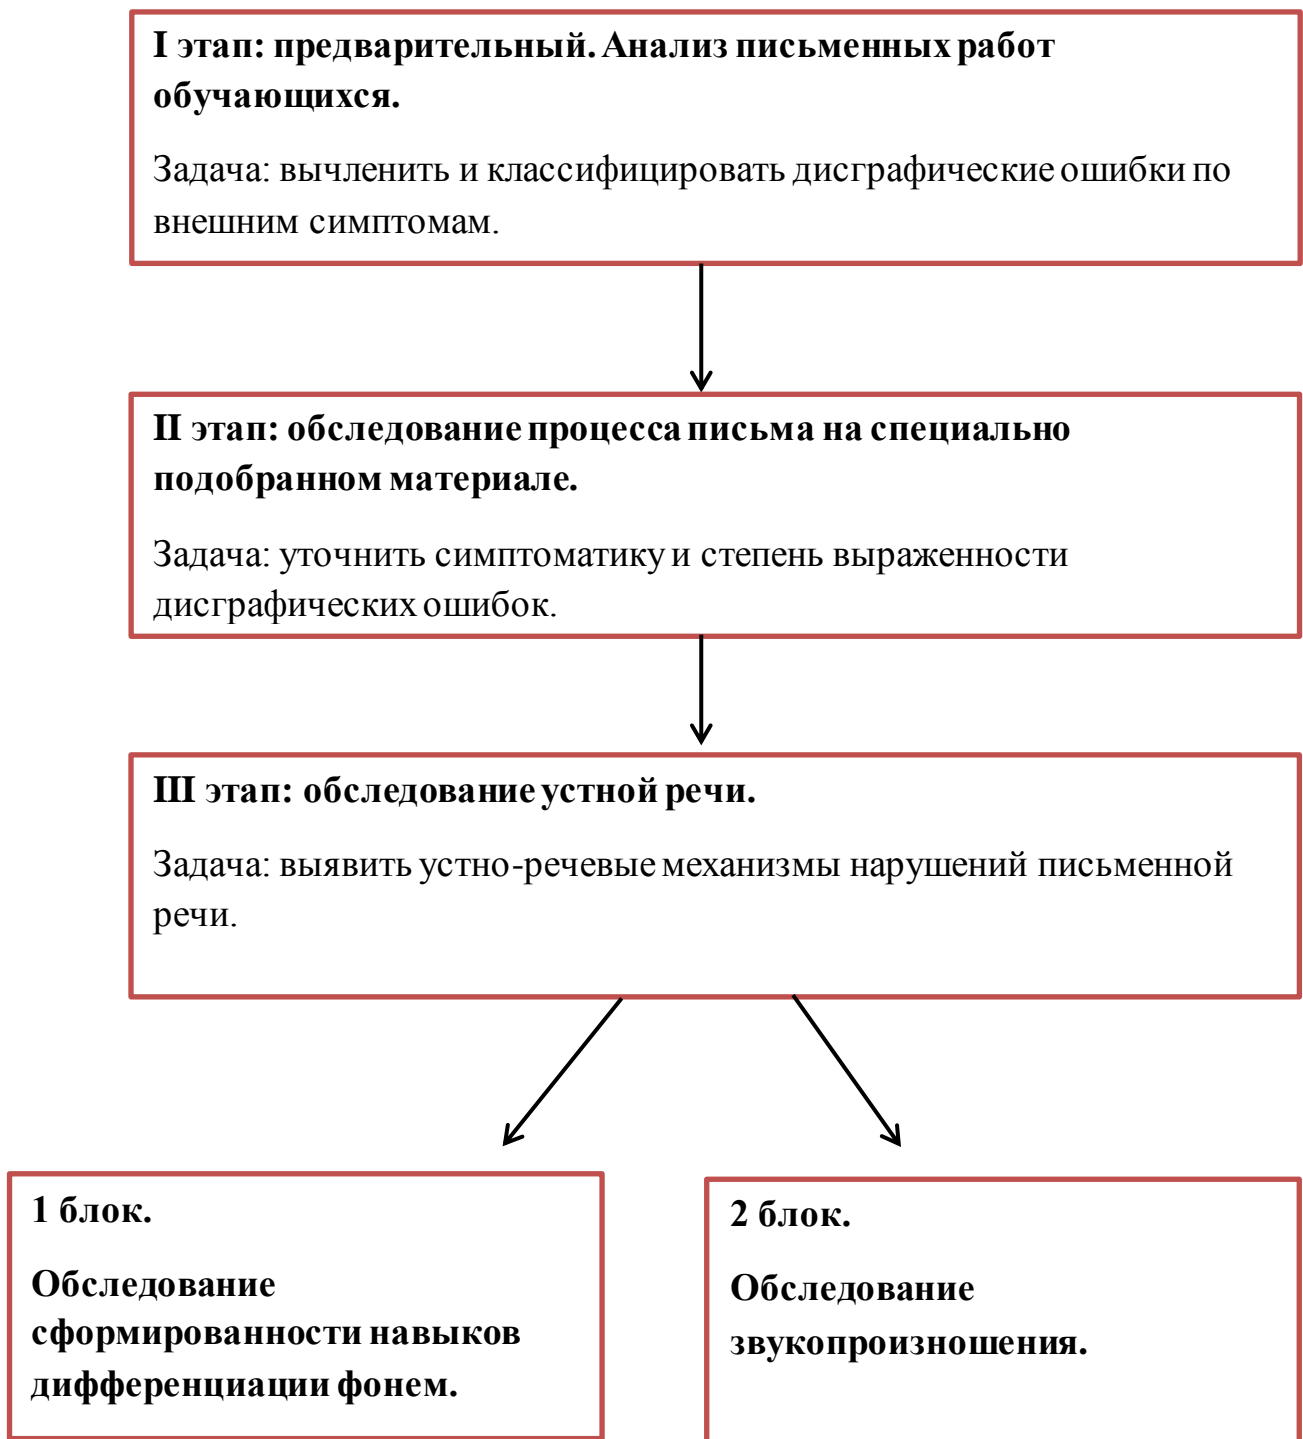 I этап: предварительный. Анализ письменных работ
обучающихся.
Задача: вычленить и классифицировать дисграфические ошибки по
внешним симптомам.
II этап: обследование процесса письма на специально
подобранном материале.
Задача: уточнить симптоматику и степень выраженности
дисграфических ошибок.
III этап: обследование устной речи.
Задача: выявить устно-речевые механизмы нарушений письменной
речи.
1 блок.
Обследование
сформированности навыков
дифференциации фонем.
2 блок.
Обследование
звукопроизношения.